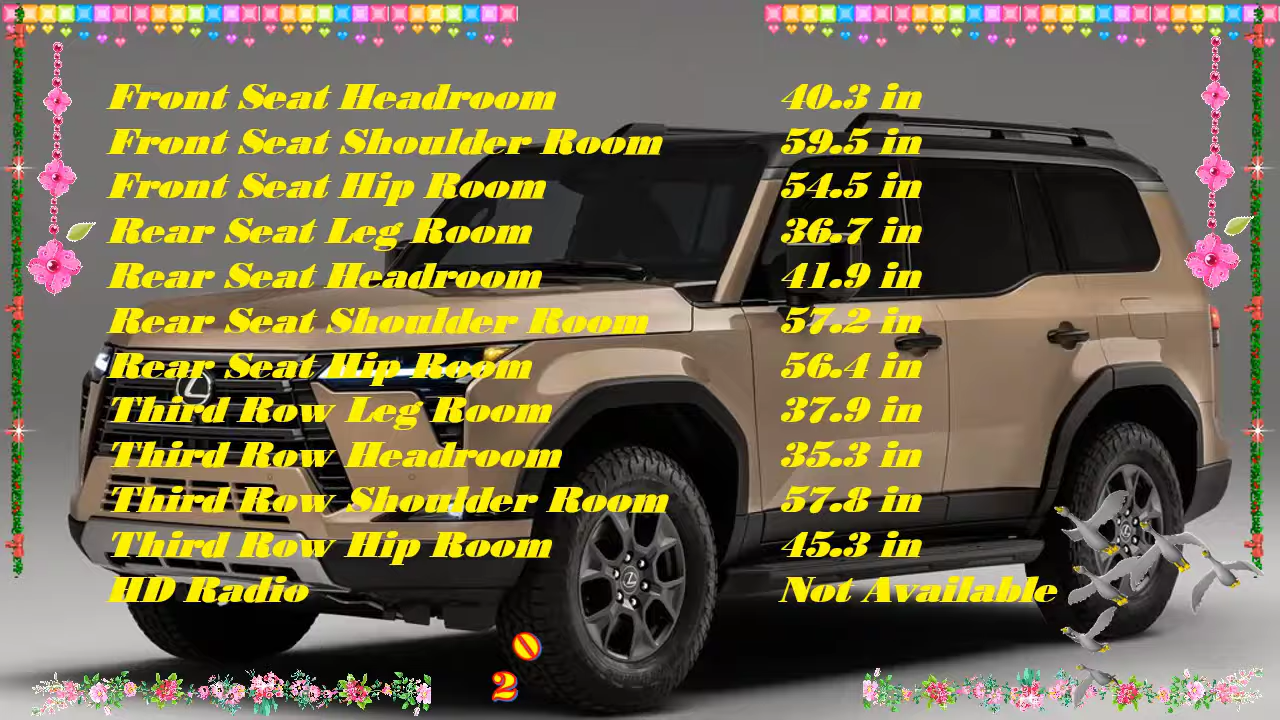 Front Seat Headroom 40.3 in
Front Seat Shoulder Room 59.5 in
Front Seat Hip Room 54.5 in
Rear Seat Leg Room 36.7 in
Rear Seat Headroom 41.9 in
Rear Seat Shoulder Room 57.2 in
Rear Seat Hip Room 56.4 in
Third Row Leg Room 37.9 in
Third Row Headroom 35.3 in
Third Row Shoulder Room 57.8 in
Third Row Hip Room 45.3 in
HD Radio Not Available
2